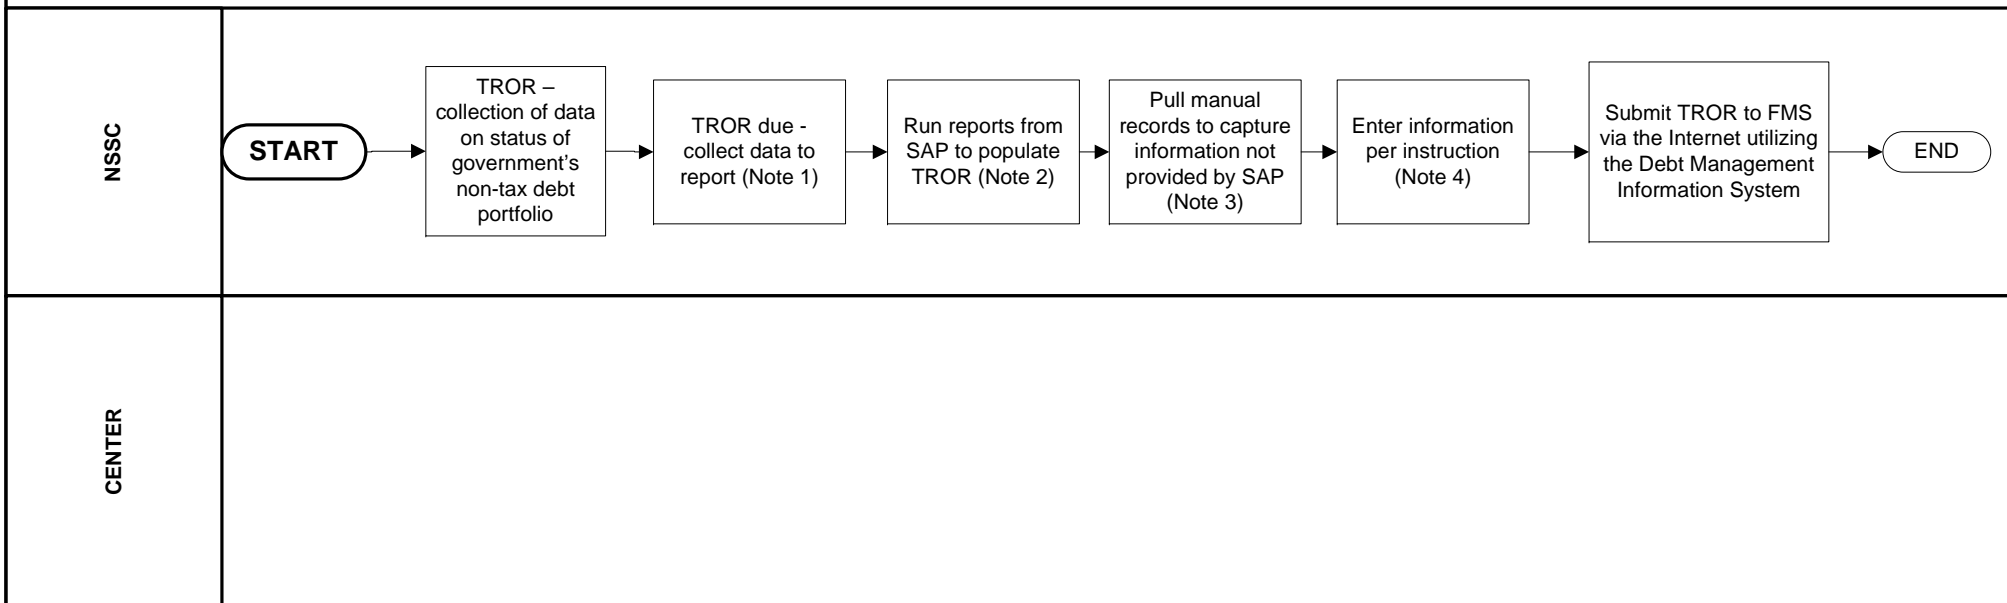 NSSC
START
TROR –
collection of data
on status of
government’s
non-tax debt
portfolio
TROR due -
collect data to
report (Note 1)
Run reports from
SAP to populate
TROR (Note 2)
Pull manual
records to capture
information not
provided by SAP
(Note 3)
Enter information
per instruction
(Note 4)
Submit TROR to FMS
via the Internet utilizing
the Debt Management
Information System
END
CENTER